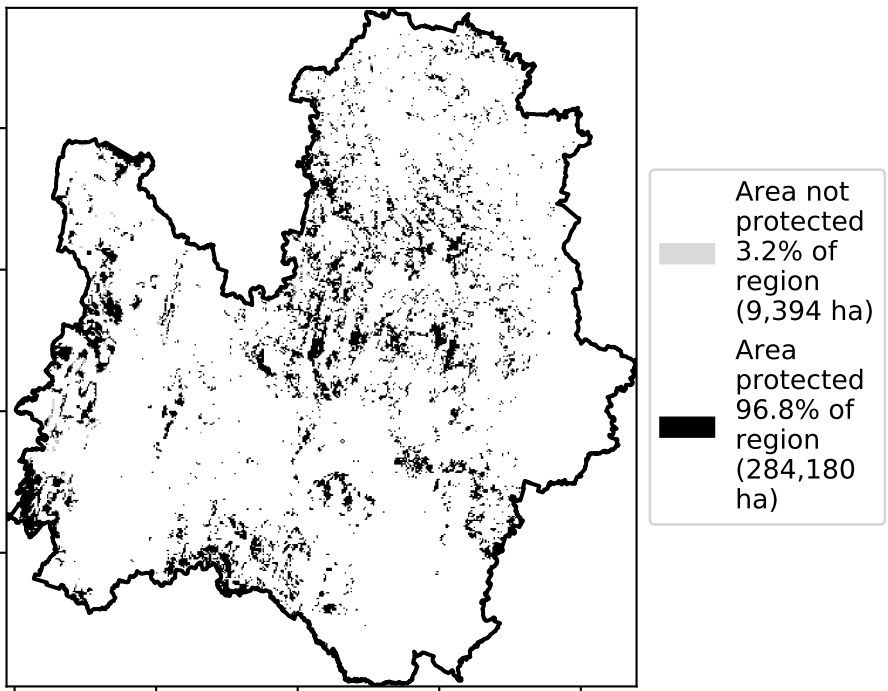 Area not
protected
3.2% of
region
(9,394 ha)
Area
protected
96.8% of
region
(284,180
ha)